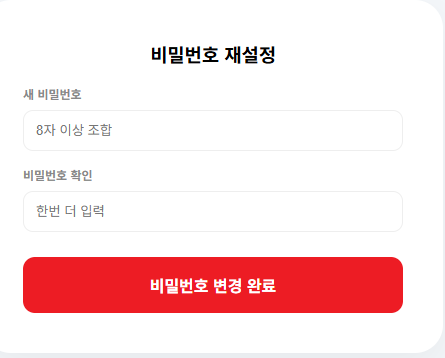 비밀번호 재설정
새 비밀번호
8자 이상 조합
비밀번호 확인
한번 더 입력
비밀번호 변경 완료